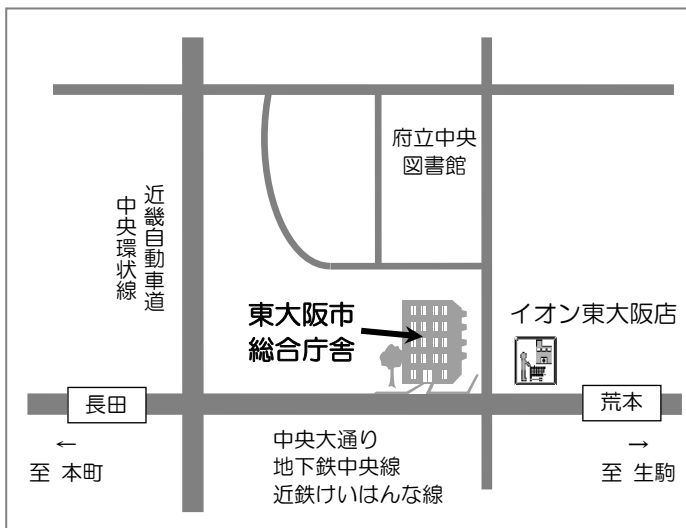 府立中央
図書館
近畿自動車道
中央環状線
東大阪市
総合庁舎
イオン東大阪店
長田
荒本
←
至 本町
中央大通り
地下鉄中央線
近鉄けいはんな線
→
至 生駒